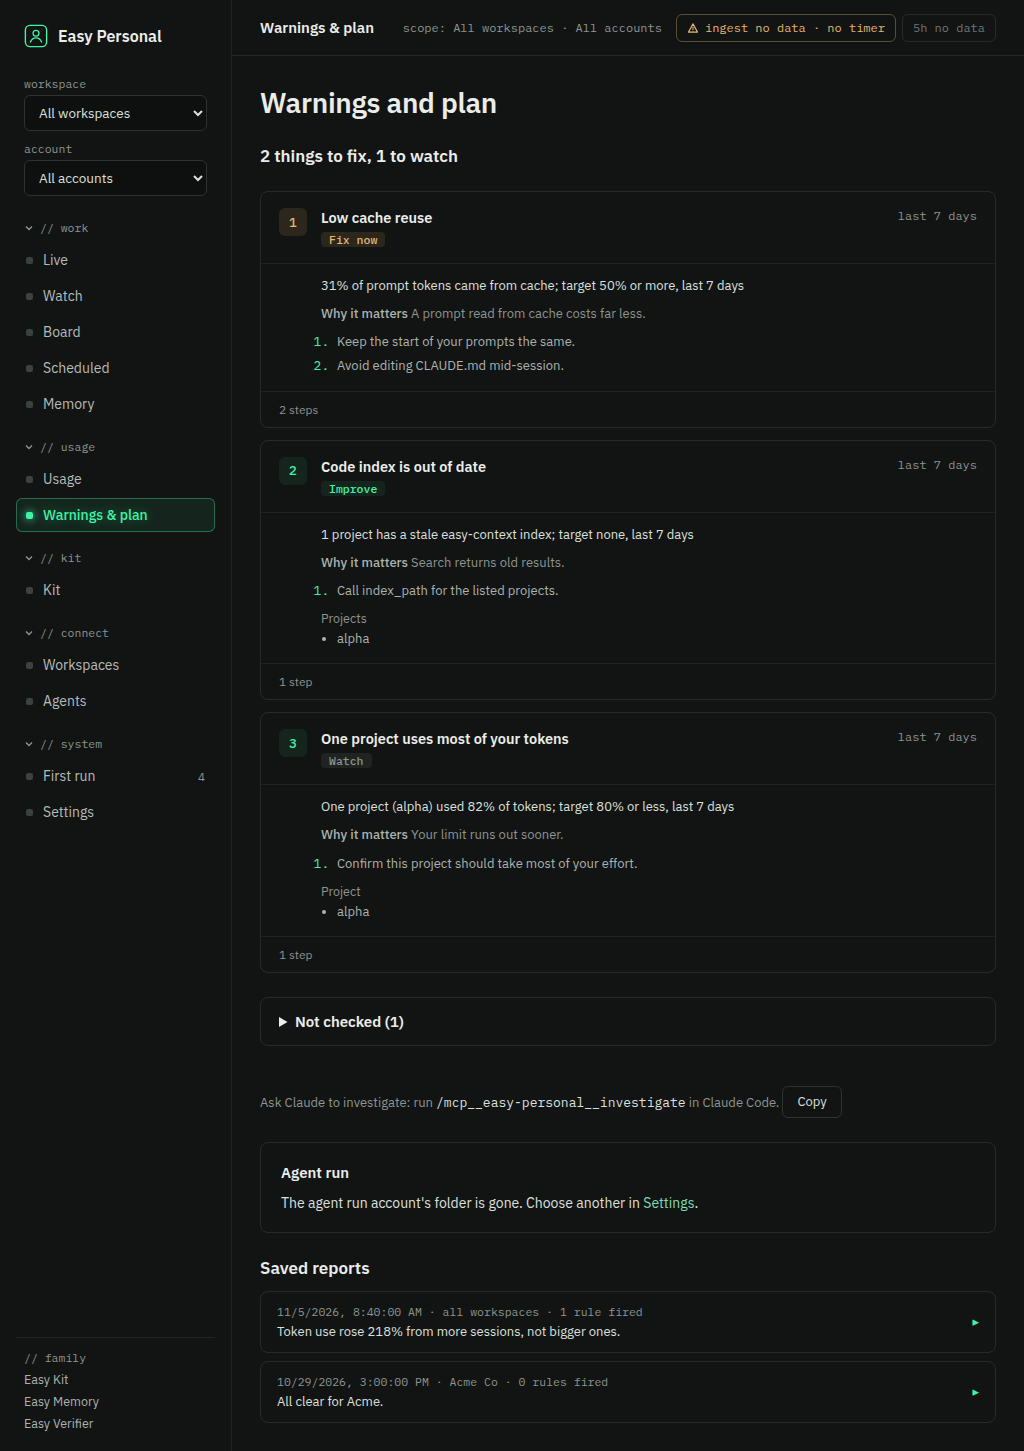 Easy Personal
workspace
All workspaces
account
All accounts
// work
Live
Watch
Board
Scheduled
Memory
// usage
Usage
Warnings & plan
// kit
Kit
// connect
Workspaces
Agents
// system
First run 4
Settings
// family
Easy Kit
Easy Memory
Easy Verifier
Warnings & plan scope: All workspaces · All accounts ⚠ ingest no data · no timer 5h no data
Warnings and plan
2 things to fix, 1 to watch
1 Low cache reuse last 7 days
Fix now
31% of prompt tokens came from cache; target 50% or more, last 7 days
Why it matters A prompt read from cache costs far less.
1. Keep the start of your prompts the same.
2. Avoid editing CLAUDE.md mid-session.
2 steps
2 Code index is out of date last 7 days
Improve
1 project has a stale easy-context index; target none, last 7 days
Why it matters Search returns old results.
1. Call index_path for the listed projects.
Projects
• alpha
1 step
3 One project uses most of your tokens last 7 days
Watch
One project (alpha) used 82% of tokens; target 80% or less, last 7 days
Why it matters Your limit runs out sooner.
1. Confirm this project should take most of your effort.
Project
• alpha
1 step
▶ Not checked (1)
Ask Claude to investigate: run /mcp__easy-personal__investigate in Claude Code. Copy
Agent run
The agent run account's folder is gone. Choose another in Settings.
Saved reports
11/5/2026, 8:40:00 AM · all workspaces · 1 rule fired
Token use rose 218% from more sessions, not bigger ones.
10/29/2026, 3:00:00 PM · Acme Co · 0 rules fired
All clear for Acme.